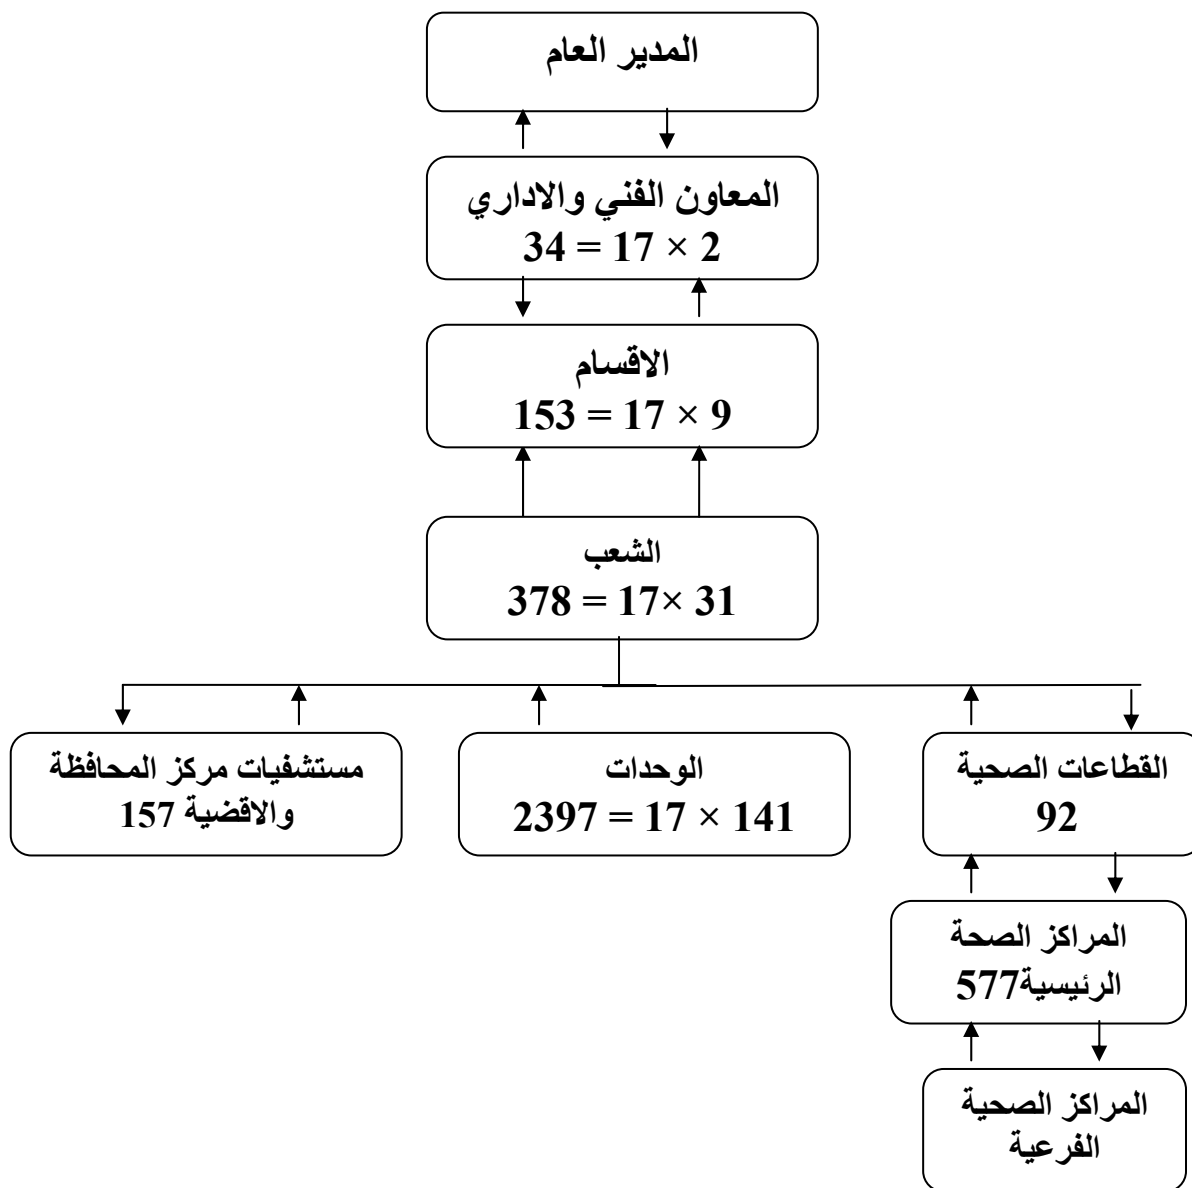 المدير العام
المعاون الفني والاداري
2 × 17 = 34
الاقسام
9 × 17 = 153
الشعب
31 ×17 = 378
القطاعات الصحية
92
الوحدات
141 × 17 = 2397
مستشفيات مركز المحافظة
والاقضية 157
المراكز الصحة
الرئيسية577
المراكز الصحية
الفرعية